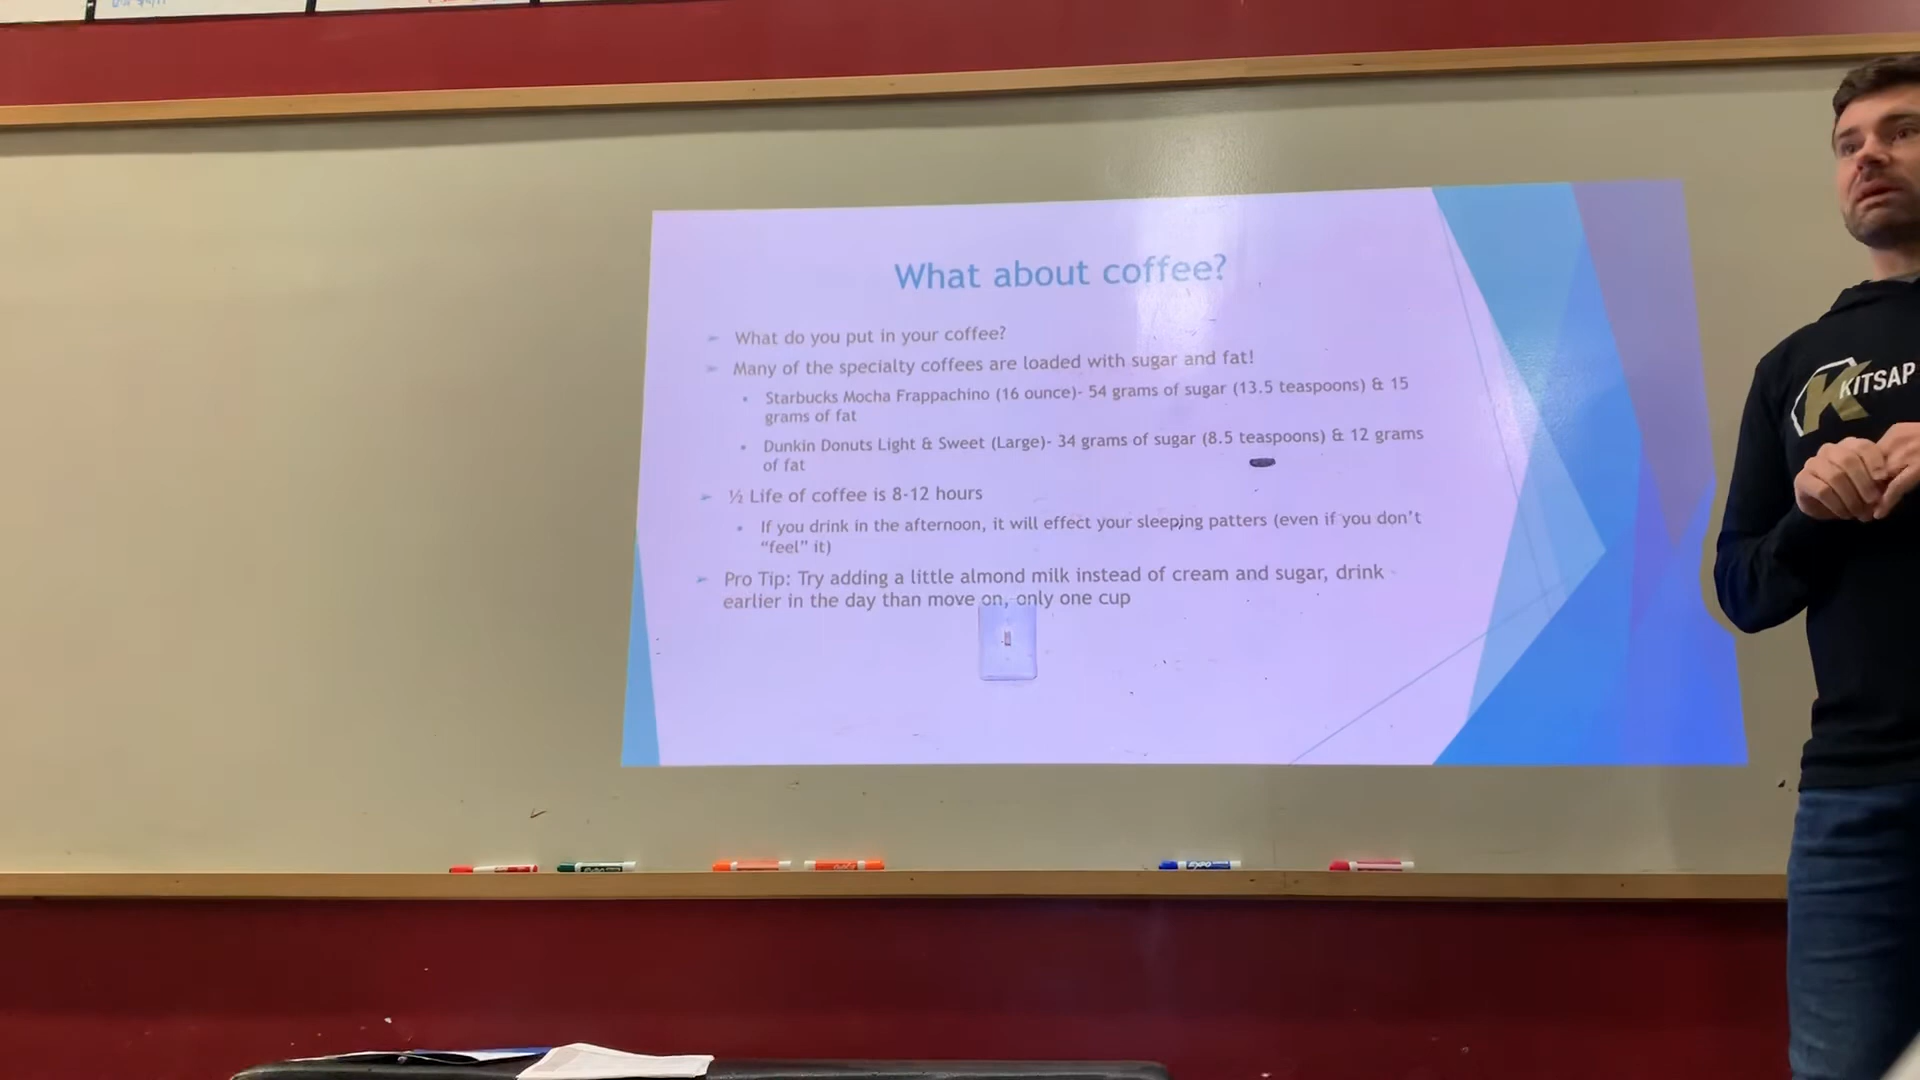 What about coffee?
What do you put in your coffee?
Many of the specialty coffees are loaded with sugar and fat!
Starbucks Mocha Frappachino (16 ounce)- 54 grams of sugar (13.5 teaspoons) & 15
grams of fat
Dunkin Donuts Light & Sweet (Large)- 34 grams of sugar (8.5 teaspoons) & 12 grams
of fat
½ Life of coffee is 8-12 hours
If you drink in the afternoon, it will effect your sleeping patters (even if you don't
"feel" it)
Pro Tip: Try adding a little almond milk instead of cream and sugar, drink
earlier in the day than move on, only one cup
KITSAP
EXPO